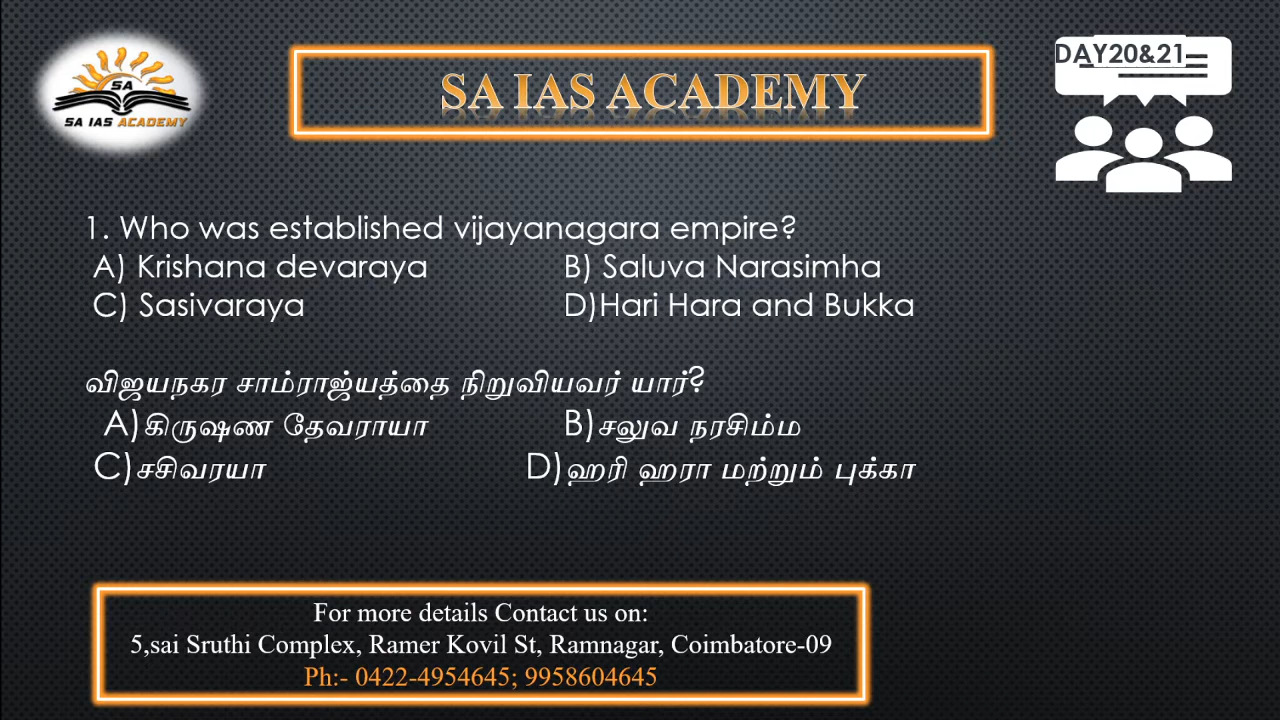 SA
SA IAS ACADEMY
SA IAS ACADEMY
DAY20&21
1. Who was established vijayanagara empire?
A) Krishana devaraya B) Saluva Narasimha
C) Sasivaraya D)Hari Hara and Bukka
விஜயநகர சாம்ராஜ்யத்தை நிறுவியவர் யார்?
A)கிருஷண தேவராயா B)சலுவ நரசிம்ம
C)சசிவரயா D)ஹரி ஹரா மற்றும் புக்கா
For more details Contact us on:
5,sai Sruthi Complex, Ramer Kovil St, Ramnagar, Coimbatore-09
Ph:- 0422-4954645; 9958604645